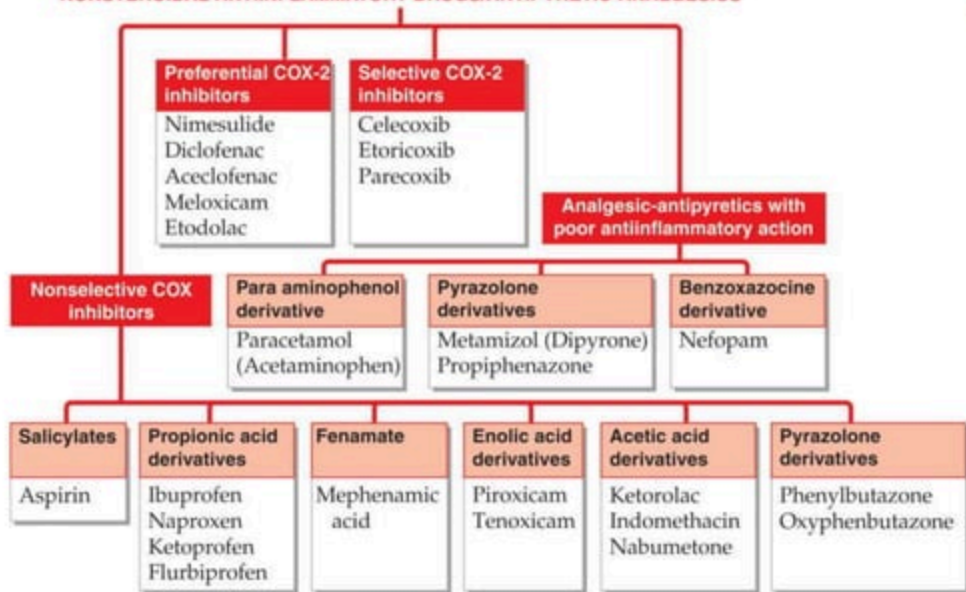 Preferential COX-2
inhibitors
Nimesulide
Diclofenac
Aceclofenac
Meloxicam
Etodolac
Selective COX-2
inhibitors
Celecoxib
Etoricoxib
Parecoxib
Analgesic-antipyretics with
poor antiinflammatory action
Nonselective COX
inhibitors
Para aminophenol
derivative
Paracetamol
(Acetaminophen)
Pyrazolone
derivatives
Metamizol (Dipyrone)
Propiphenazone
Benzoxazocine
derivative
Nefopam
Salicylates
Aspirin
Propionic acid
derivatives
Ibuprofen
Naproxen
Ketoprofen
Flurbiprofen
Fenamate
Mephenamic
acid
Enolic acid
derivatives
Piroxicam
Tenoxicam
Acetic acid
derivatives
Ketorolac
Indomethacin
Nabumetone
Pyrazolone
derivatives
Phenylbutazone
Oxyphenbutazone